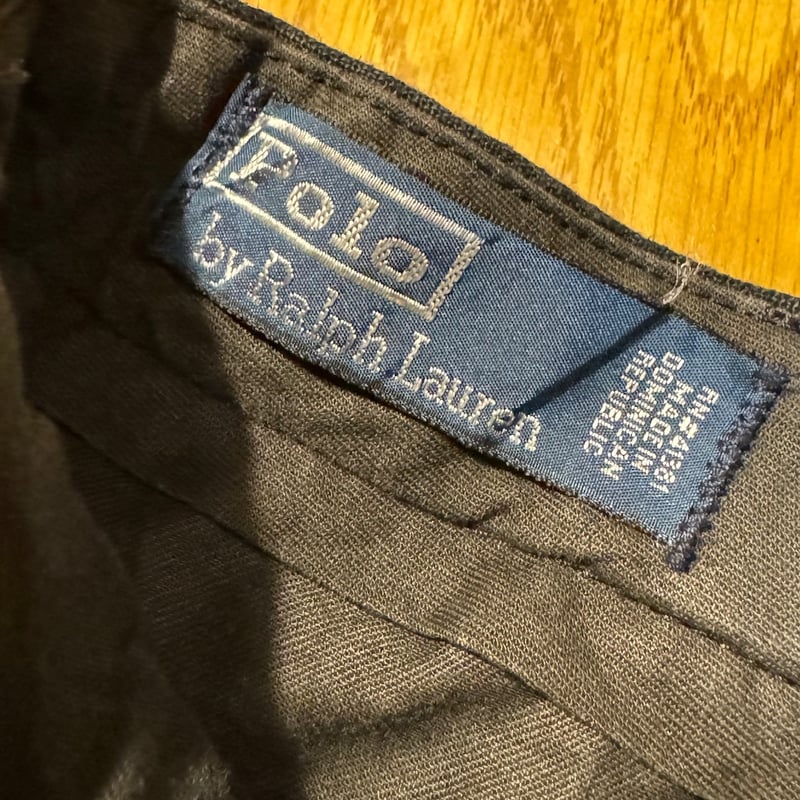 Polo
by Ralph Lauren
RN#41381
MADE IN
DOMINICAN
REPUBLIC